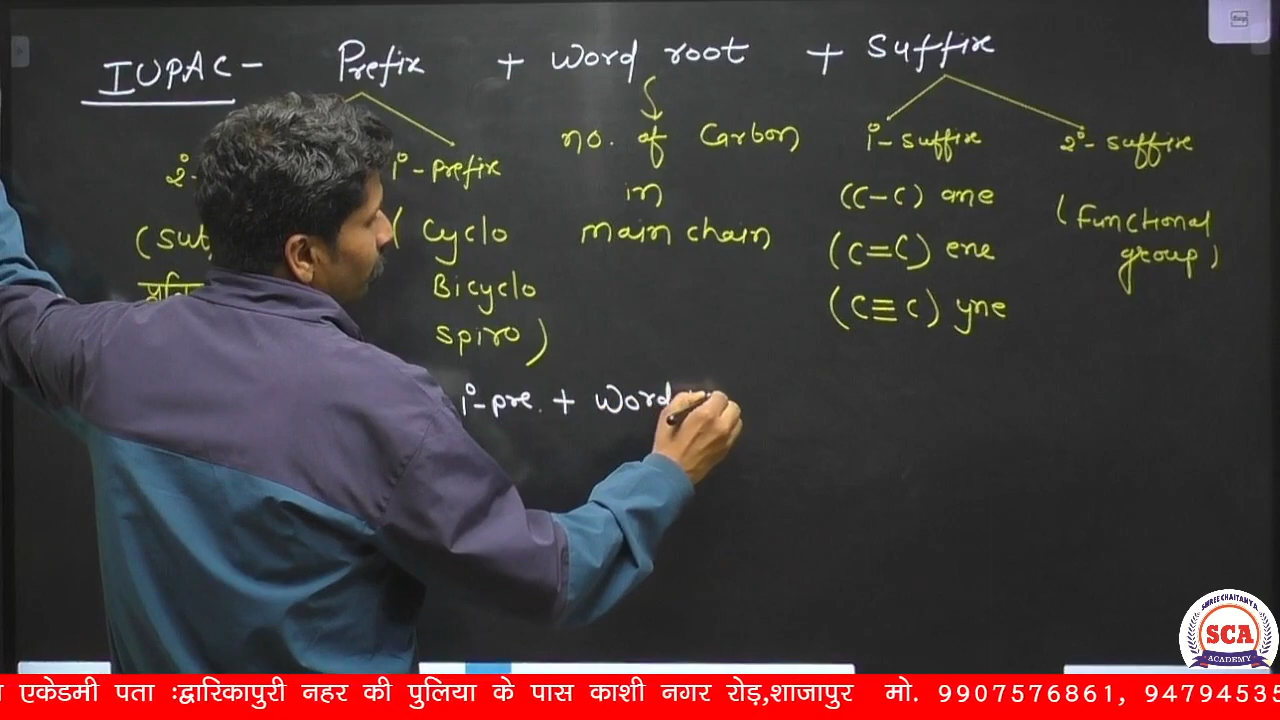 IUPAC - Prefix + Word root + Suffix
2° 1°-prefix no. of Carbon 1°-suffix 2°-suffix
in (C-C) ane (Functional group)
(sub (Cyclo main chain (C=C) ene
Bicyclo (C≡C) yne
spiro)
1°-pre. + Word
SHREE CHAITANYA
SCA
ACADEMY
एकेडमी पता :द्वारिकापुरी नहर की पुलिया के पास काशी नगर रोड़,शाजापुर मो. 9907576861, 94794535